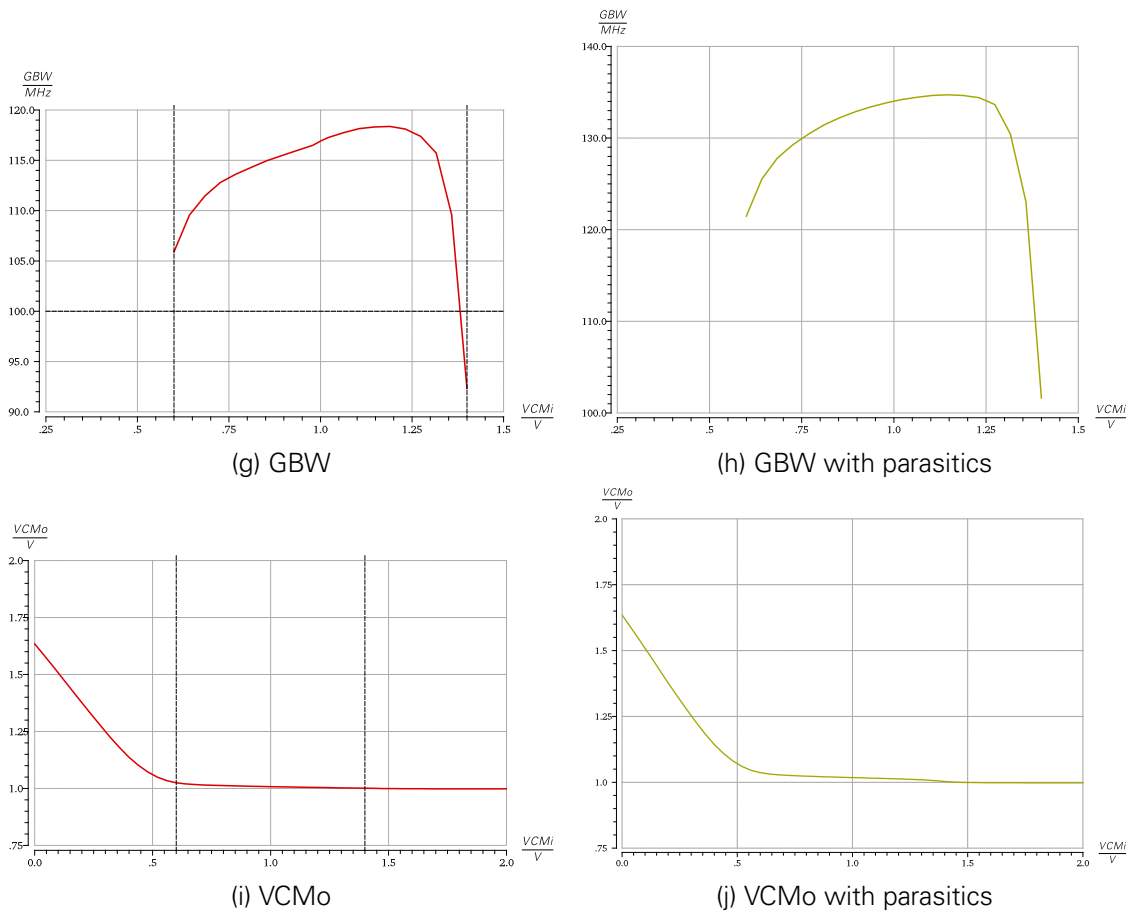 GBW
MHz
120.0
115.0
110.0
105.0
100.0
95.0
90.0
.25 .5 .75 1.0 1.25 1.5
VCMi
V
(g) GBW
GBW
MHz
140.0
130.0
120.0
110.0
100.0
.25 .5 .75 1.0 1.25 1.5
VCMi
V
(h) GBW with parasitics
VCMo
V
2.0
1.75
1.5
1.25
1.0
.75
0.0 .5 1.0 1.5 2.0
VCMi
V
(i) VCMo
VCMo
V
2.0
1.75
1.5
1.25
1.0
.75
0.0 .5 1.0 1.5 2.0
VCMi
V
(j) VCMo with parasitics